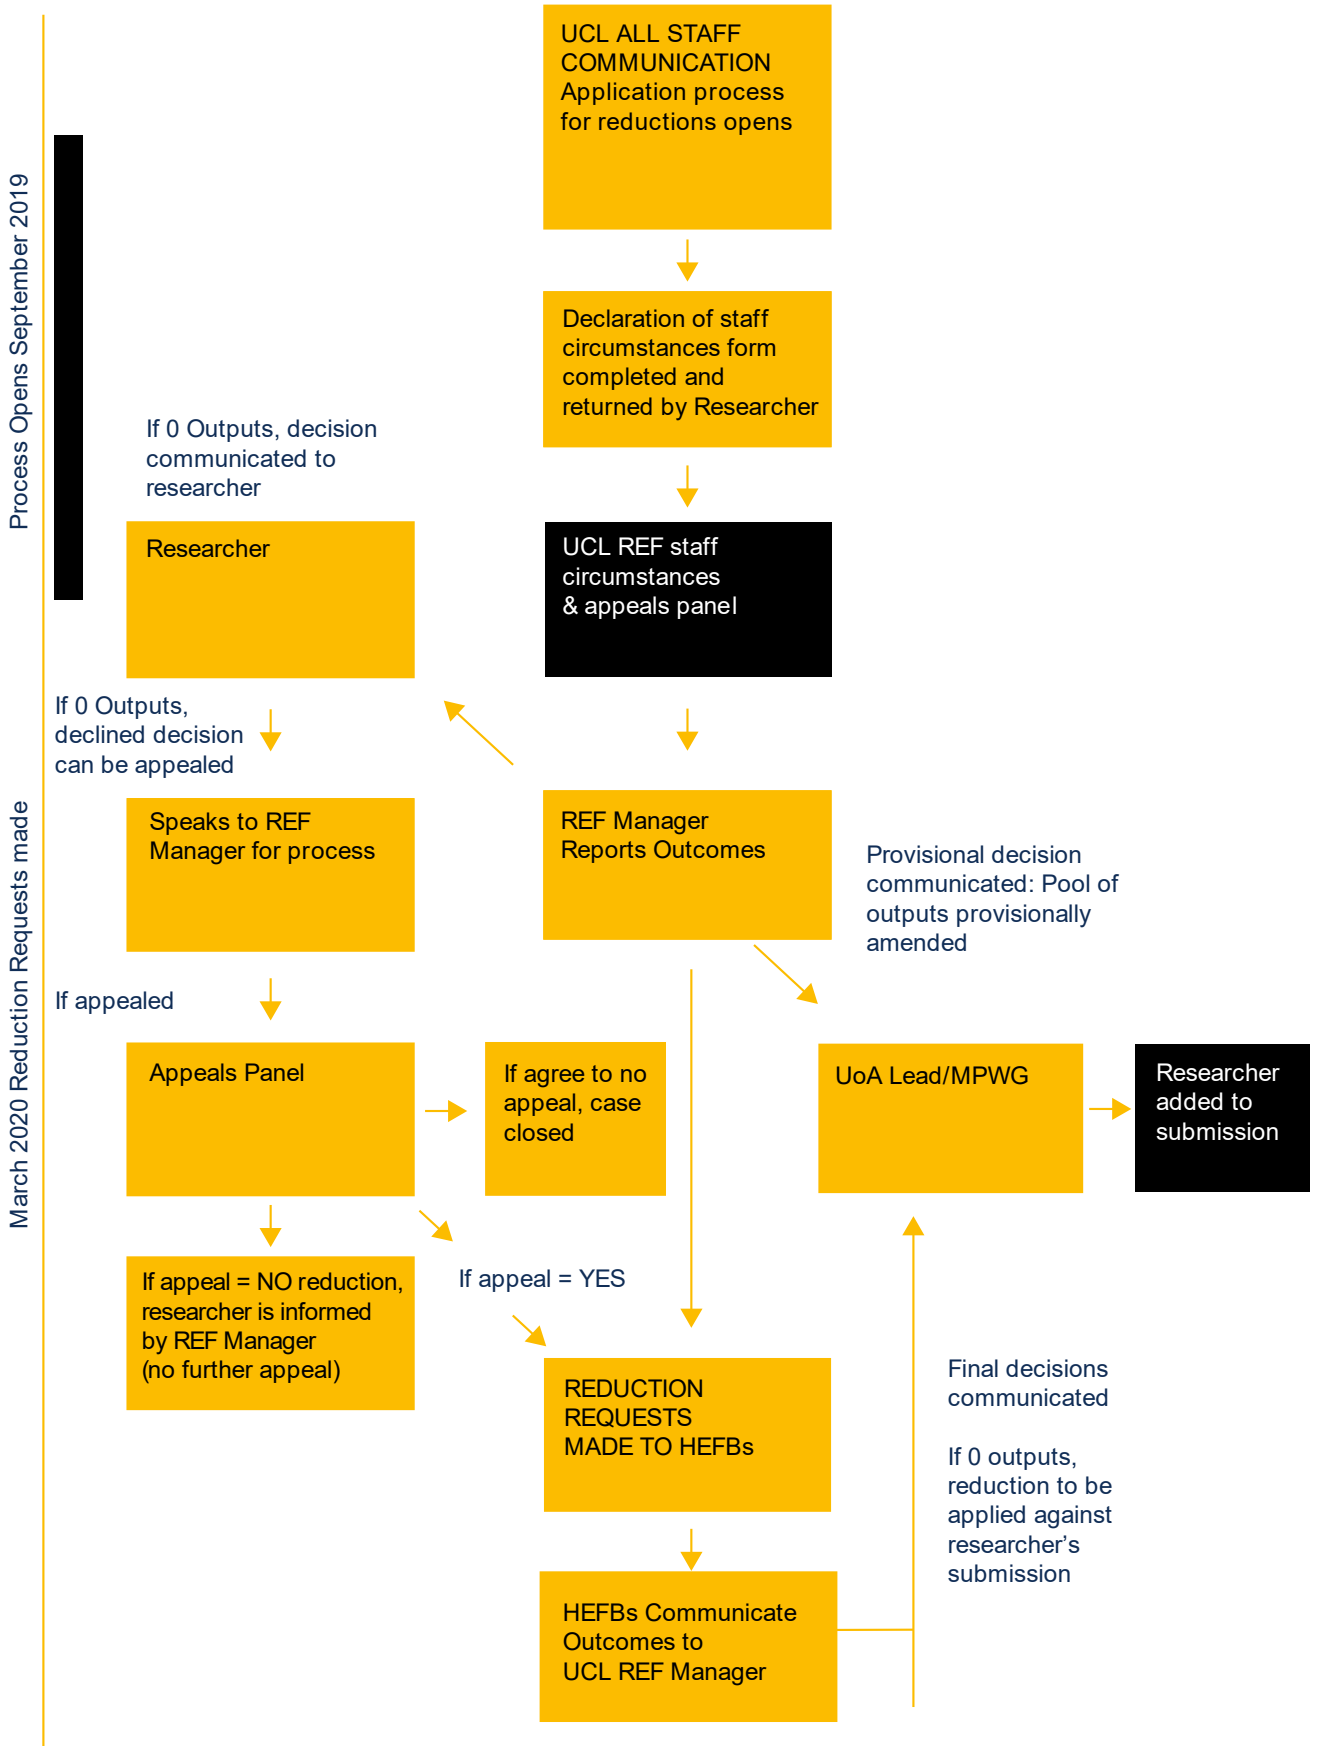 UCL ALL STAFF
COMMUNICATION
Application process
for reductions opens
Process Opens September 2019
Declaration of staff
circumstances form
completed and
returned by Researcher
If 0 Outputs, decision
communicated to
researcher
Researcher
UCL REF staff
circumstances
& appeals panel
If 0 Outputs,
declined decision
can be appealed
Speaks to REF
Manager for process
REF Manager
Reports Outcomes
Provisional decision
communicated: Pool of
outputs provisionally
amended
March 2020 Reduction Requests made
If appealed
Appeals Panel
If agree to no
appeal, case
closed
UoA Lead/MPWG
Researcher
added to
submission
If appeal = NO reduction,
researcher is informed
by REF Manager
(no further appeal)
If appeal = YES
REDUCTION
REQUESTS
MADE TO HEFBs
Final decisions
communicated
If 0 outputs,
reduction to be
applied against
researcher’s
submission
HEFBs Communicate
Outcomes to
UCL REF Manager